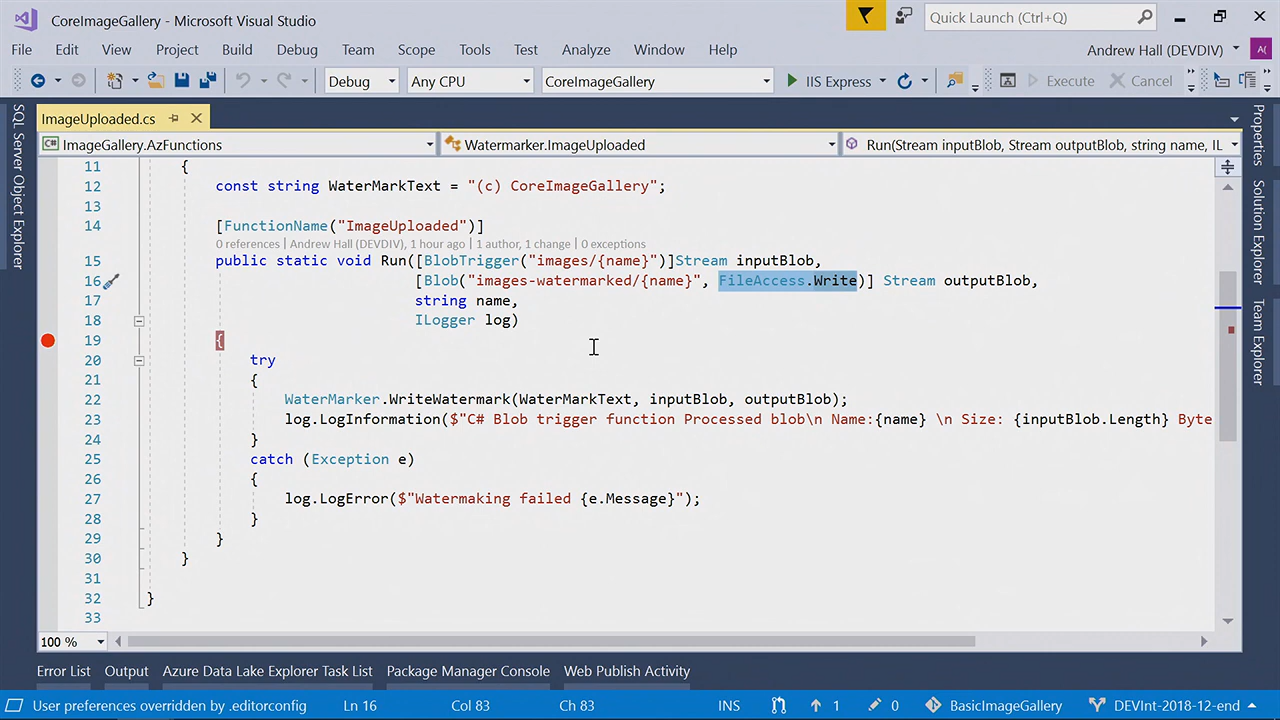 CoreImageGallery - Microsoft Visual Studio
Quick Launch (Ctrl+Q)
File Edit View Project Build Debug Team Scope Tools Test Analyze Window Help
Andrew Hall (DEVDIV) A(
Debug Any CPU CoreImageGallery IIS Express Execute Cancel
ImageUploaded.cs
C# ImageGallery.AzFunctions Watermarker.ImageUploaded Run(Stream inputBlob, Stream outputBlob, string name, IL
SQL Server Object Explorer
Properties
Solution Explorer
Team Explorer
11 {
12 const string WaterMarkText = "(c) CoreImageGallery";
13
14 [FunctionName("ImageUploaded")]
0 references | Andrew Hall (DEVDIV), 1 hour ago | 1 author, 1 change | 0 exceptions
15 public static void Run([BlobTrigger("images/{name}")]Stream inputBlob,
16 [Blob("images-watermarked/{name}", FileAccess.Write)] Stream outputBlob,
17 string name,
18 ILogger log)
19 {
20 try
21 {
22 WaterMarker.WriteWatermark(WaterMarkText, inputBlob, outputBlob);
23 log.LogInformation($"C# Blob trigger function Processed blob\n Name:{name} \n Size: {inputBlob.Length} Byte
24 }
25 catch (Exception e)
26 {
27 log.LogError($"Watermaking failed {e.Message}");
28 }
29 }
30 }
31
32 }
33
100 %
Error List Output Azure Data Lake Explorer Task List Package Manager Console Web Publish Activity
User preferences overridden by .editorconfig Ln 16 Col 83 Ch 83 INS 1 0 BasicImageGallery DEVInt-2018-12-end